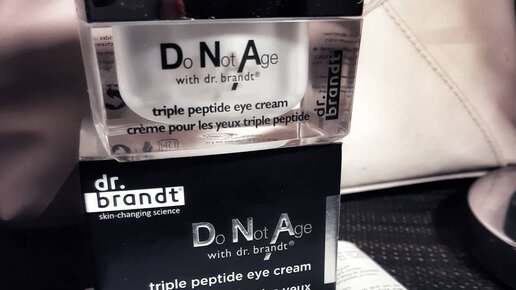 Do Not Age
with dr. brandt®
triple peptide eye cream
crème pour les yeux triple peptide
dr.
brandt
dr.
brandt
skin-changing science
Do Not Age
with dr. brandt®
triple peptide eye cream
yeux